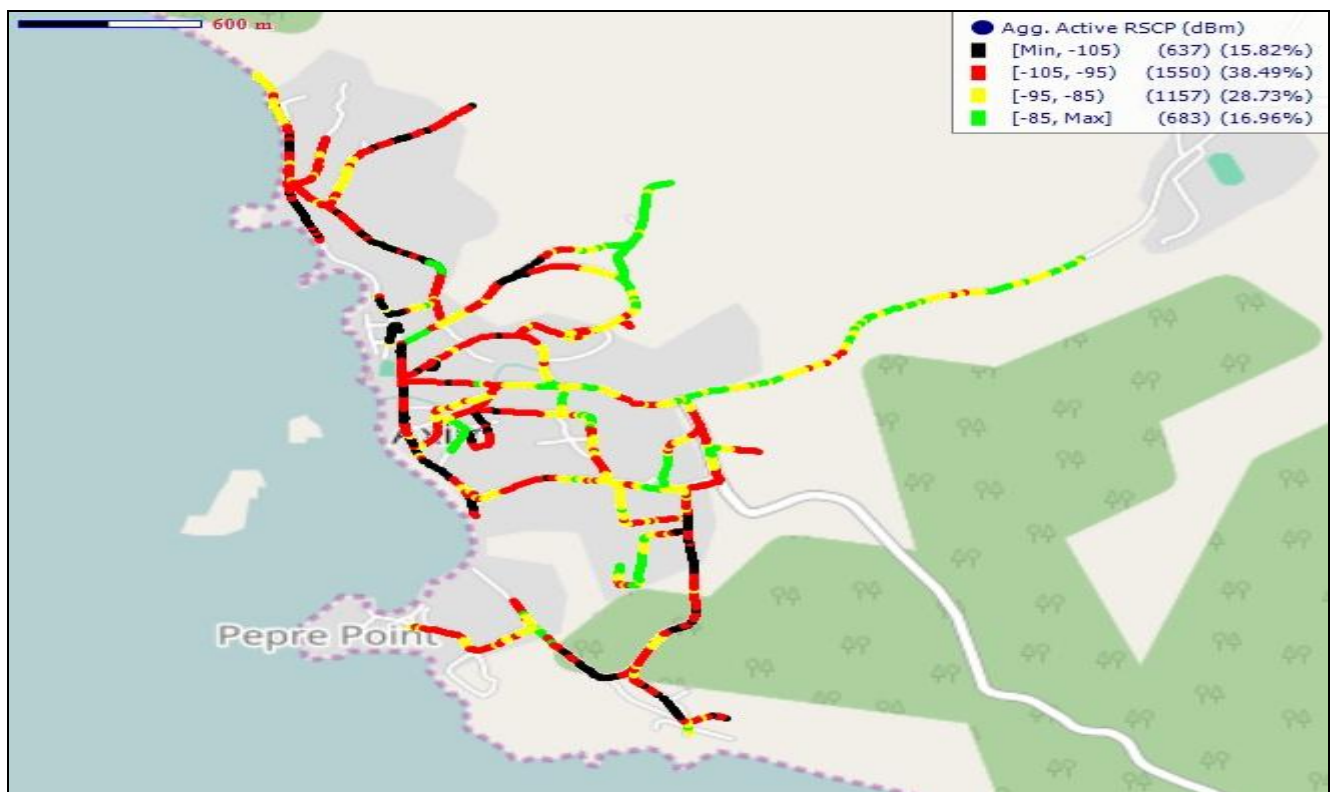 600 m
Agg. Active RSCP (dBm)
[Min, -105) (637) (15.82%)
[-105, -95) (1550) (38.49%)
[-95, -85) (1157) (28.73%)
[-85, Max] (683) (16.96%)
Pepre Point